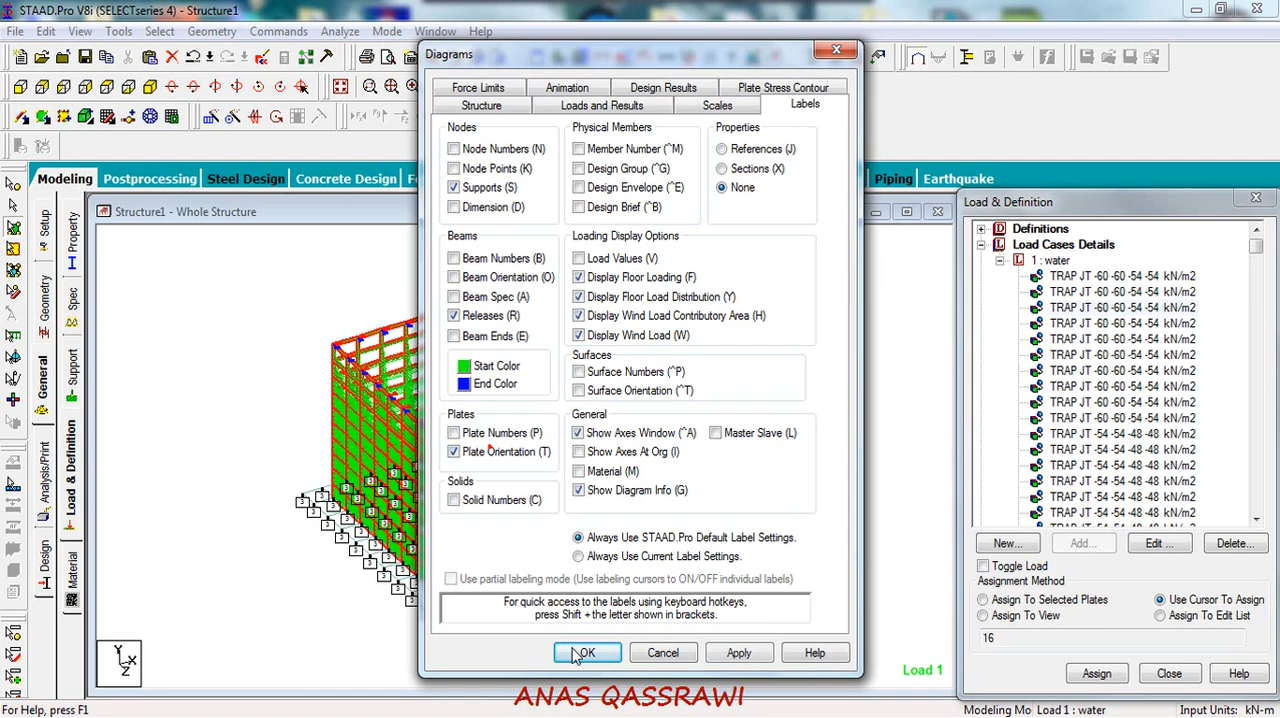 STAAD.Pro V8i (SELECTseries 4) - Structure1
File Edit View Tools Select Geometry Commands Analyze Mode Window Help
Modeling Postprocessing Steel Design Concrete Design Piping Earthquake
Structure1 - Whole Structure
Setup
Geometry
General
Analysis/Print
Design
Property
Spec
Support
Load & Definition
Material
Load 1
Diagrams
Force Limits Animation Design Results Plate Stress Contour
Structure Loads and Results Scales Labels
Nodes
Node Numbers (N)
Node Points (K)
Supports (S)
Dimension (D)
Physical Members
Member Number (^M)
Design Group (^G)
Design Envelope (^E)
Design Brief (^B)
Properties
References (J)
Sections (X)
None
Beams
Beam Numbers (B)
Beam Orientation (O)
Beam Spec (A)
Releases (R)
Beam Ends (E)
Start Color
End Color
Loading Display Options
Load Values (V)
Display Floor Loading (F)
Display Floor Load Distribution (Y)
Display Wind Load Contributory Area (H)
Display Wind Load (W)
Surfaces
Surface Numbers (^P)
Surface Orientation (^T)
Plates
Plate Numbers (P)
Plate Orientation (T)
Solids
Solid Numbers (C)
General
Show Axes Window (^A) Master Slave (L)
Show Axes At Org (I)
Material (M)
Show Diagram Info (G)
Always Use STAAD.Pro Default Label Settings.
Always Use Current Label Settings.
Use partial labeling mode (Use labeling cursors to ON/OFF individual labels)
For quick access to the labels using keyboard hotkeys,
press Shift + the letter shown in brackets.
OK Cancel Apply Help
Load & Definition
Definitions
Load Cases Details
1 : water
TRAP JT -60 -60 -54 -54 kN/m2
TRAP JT -60 -60 -54 -54 kN/m2
TRAP JT -60 -60 -54 -54 kN/m2
TRAP JT -60 -60 -54 -54 kN/m2
TRAP JT -60 -60 -54 -54 kN/m2
TRAP JT -60 -60 -54 -54 kN/m2
TRAP JT -60 -60 -54 -54 kN/m2
TRAP JT -60 -60 -54 -54 kN/m2
TRAP JT -54 -54 -48 -48 kN/m2
TRAP JT -54 -54 -48 -48 kN/m2
TRAP JT -54 -54 -48 -48 kN/m2
TRAP JT -54 -54 -48 -48 kN/m2
TRAP JT -54 -54 -48 -48 kN/m2
TRAP JT -54 -54 -48 -48 kN/m2
TRAP JT -54 -54 -48 -48 kN/m2
New... Add... Edit ... Delete...
Toggle Load
Assignment Method
Assign To Selected Plates Use Cursor To Assign
Assign To View Assign To Edit List
16
Assign Close Help
Y
X
Z
ANAS QASSRAWI
For Help, press F1
Modeling Mo Load 1 : water Input Units: kN-m